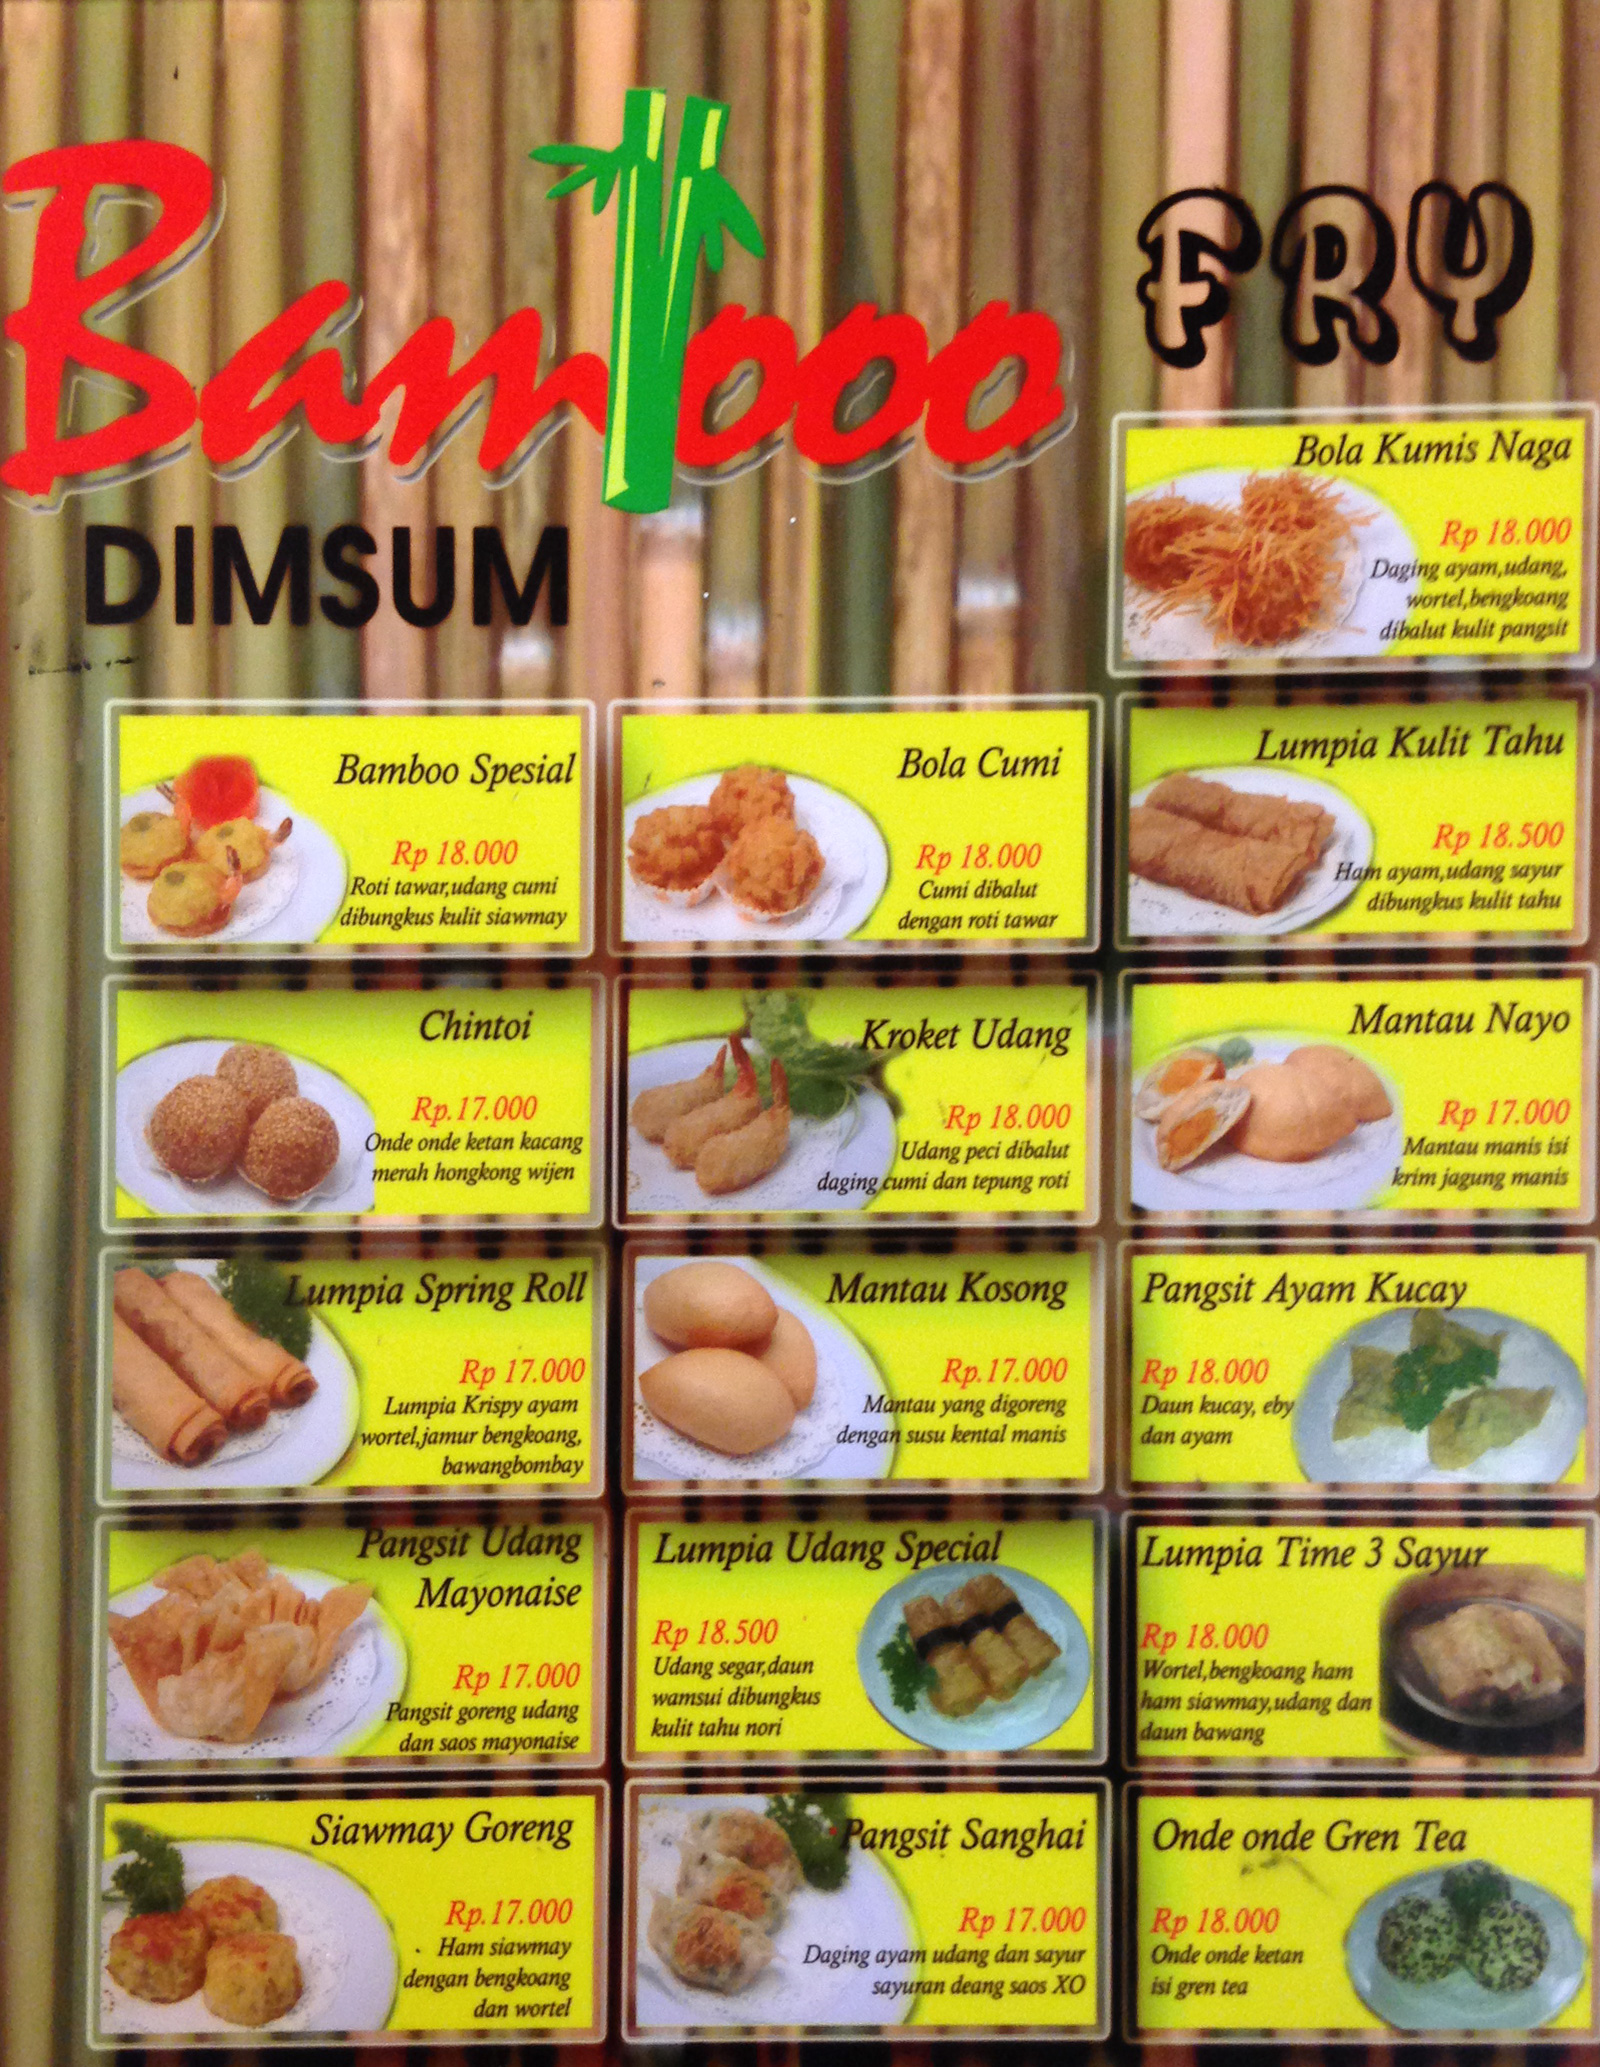 Bambooo
FRY
DIMSUM
Bola Kumis Naga
Rp 18.000
Daging ayam,udang,
wortel,bengkoang
dibalut kulit pangsit
Bamboo Spesial
Rp 18.000
Roti tawar,udang cumi
dibungkus kulit siawmay
Bola Cumi
Rp 18.000
Cumi dibalut
dengan roti tawar
Lumpia Kulit Tahu
Rp 18.500
Ham ayam,udang sayur
dibungkus kulit tahu
Chintoi
Rp.17.000
Onde onde ketan kacang
merah hongkong wijen
Kroket Udang
Rp 18.000
Udang peci dibalut
daging cumi dan tepung roti
Mantau Nayo
Rp 17.000
Mantau manis isi
krim jagung manis
Lumpia Spring Roll
Rp 17.000
Lumpia Krispy ayam
wortel,jamur bengkoang,
bawangbombay
Mantau Kosong
Rp.17.000
Mantau yang digoreng
dengan susu kental manis
Pangsit Ayam Kucay
Rp 18.000
Daun kucay, eby
dan ayam
Pangsit Udang
Mayonaise
Rp 17.000
Pangsit goreng udang
dan saos mayonaise
Lumpia Udang Special
Rp 18.500
Udang segar,daun
wamsui dibungkus
kulit tahu nori
Lumpia Time 3 Sayur
Rp 18.000
Wortel,bengkoang ham
ham siawmay,udang dan
daun bawang
Siawmay Goreng
Rp.17.000
Ham siawmay
dengan bengkoang
dan wortel
Pangsit Sanghai
Rp 17.000
Daging ayam udang dan sayur
sayuran deang saos XO
Onde onde Gren Tea
Rp 18.000
Onde onde ketan
isi gren tea